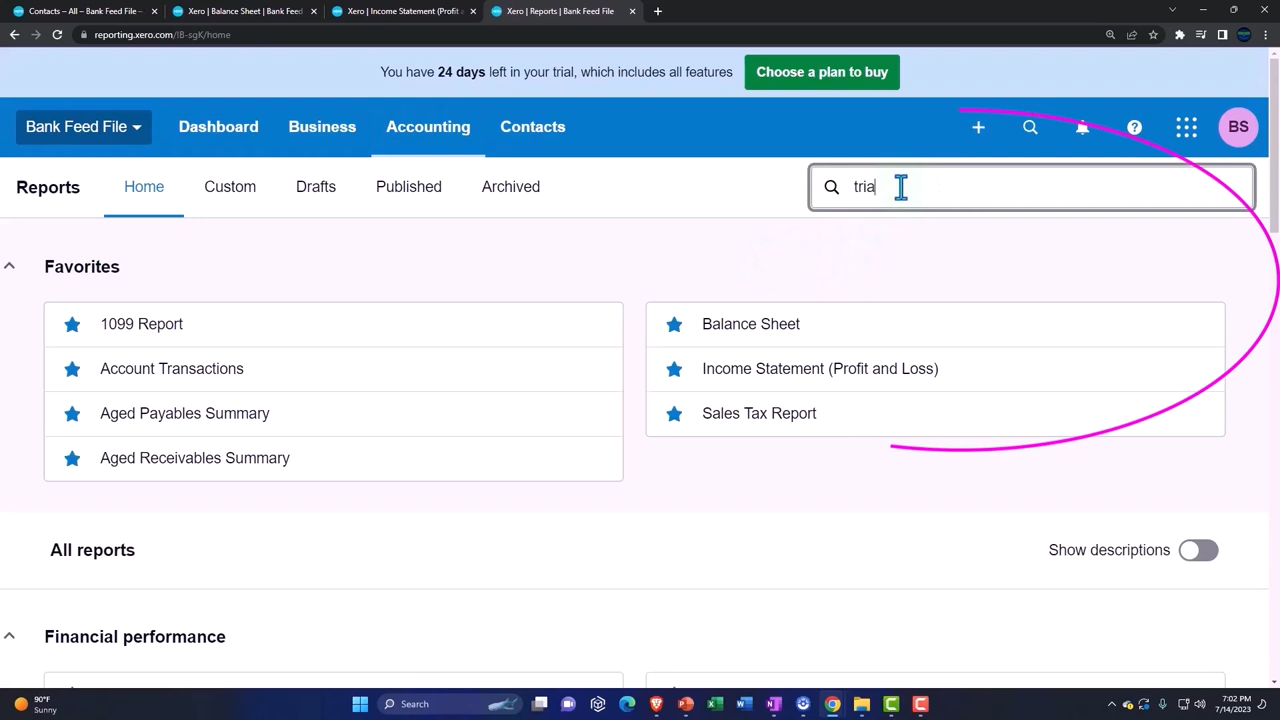 Contacts – All – Bank Feed File –
Xero | Balance Sheet | Bank Feed
Xero | Income Statement (Profit a
Xero | Reports | Bank Feed File
reporting.xero.com/!B-sgK/home
You have 24 days left in your trial, which includes all features
Choose a plan to buy
Bank Feed File
Dashboard
Business
Accounting
Contacts
BS
Reports
Home
Custom
Drafts
Published
Archived
tria
Favorites
1099 Report
Account Transactions
Aged Payables Summary
Aged Receivables Summary
Balance Sheet
Income Statement (Profit and Loss)
Sales Tax Report
All reports
Show descriptions
Financial performance
90°F
Sunny
Search
7:02 PM
7/14/2023